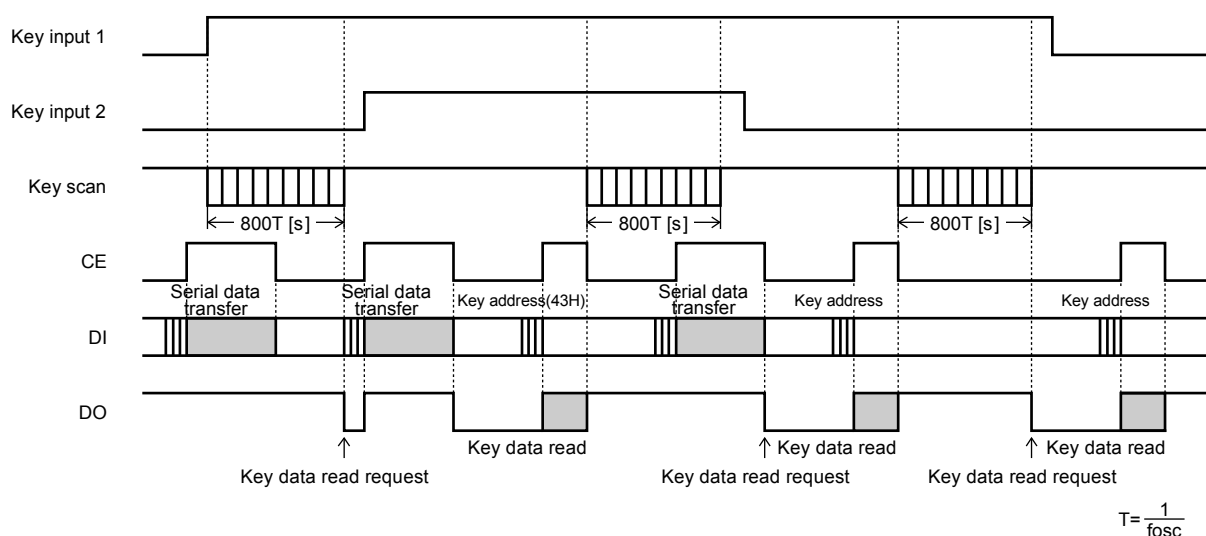 Key input 1
Key input 2
Key scan
800T [s] 800T [s] 800T [s]
CE
Serial data transfer
Serial data transfer
Key address(43H)
Serial data transfer
Key address
Key address
DI
DO
Key data read Key data read Key data read
Key data read request Key data read request Key data read request
T= 1
fosc